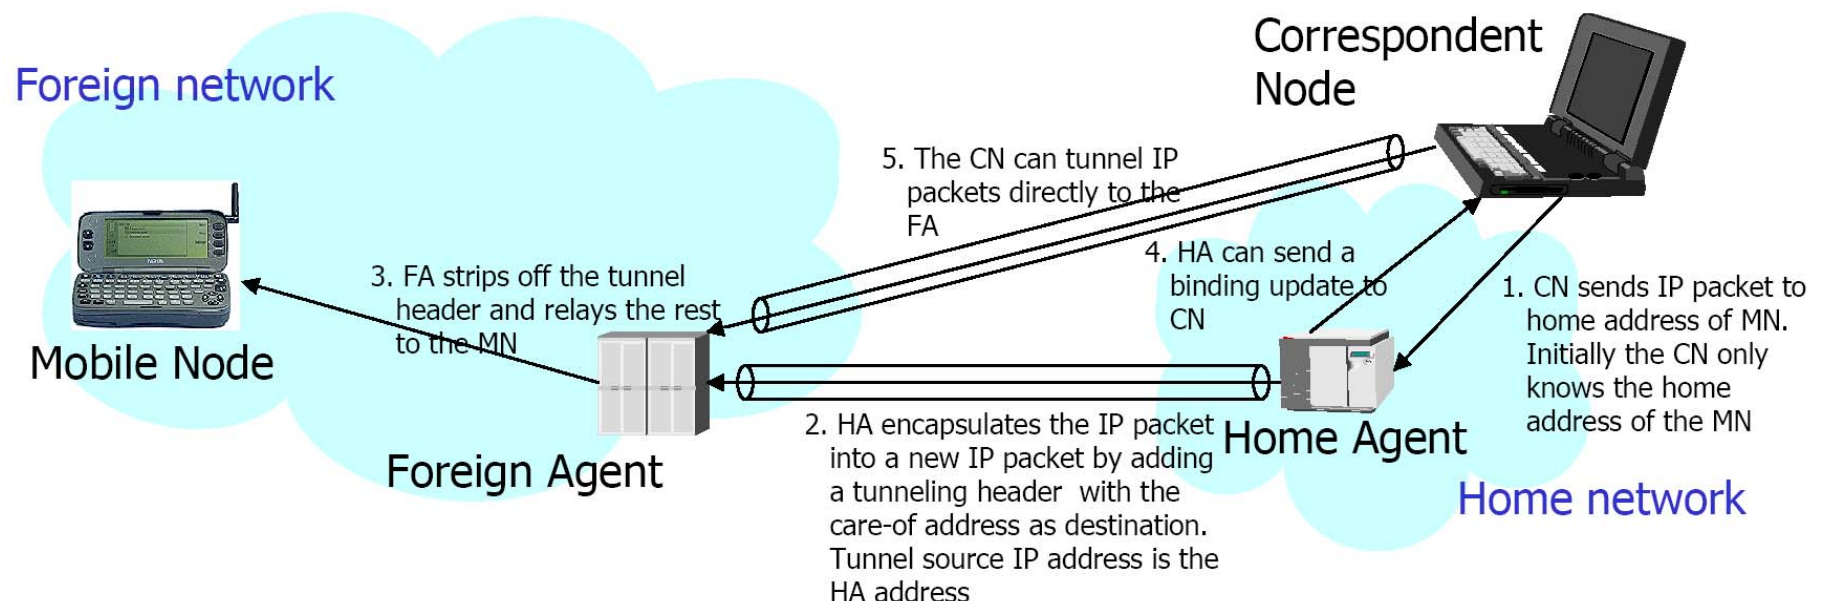 Foreign network
Correspondent
Node
5. The CN can tunnel IP
packets directly to the
FA
4. HA can send a
binding update to
CN
3. FA strips off the tunnel
header and relays the rest
to the MN
1. CN sends IP packet to
home address of MN.
Initially the CN only
knows the home
address of the MN
Mobile Node
2. HA encapsulates the IP packet
into a new IP packet by adding
a tunneling header with the
care-of address as destination.
Tunnel source IP address is the
HA address
Home Agent
Foreign Agent
Home network